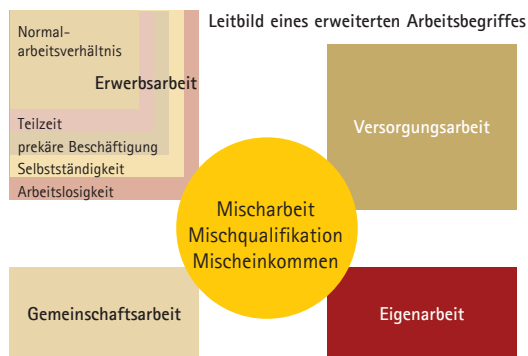 Leitbild eines erweiterten Arbeitsbegriffes
Normal-
arbeitsverhältnis
Erwerbsarbeit
Teilzeit
prekäre Beschäftigung
Selbstständigkeit
Arbeitslosigkeit
Versorgungsarbeit
Mischarbeit
Mischqualifikation
Mischeinkommen
Gemeinschaftsarbeit
Eigenarbeit